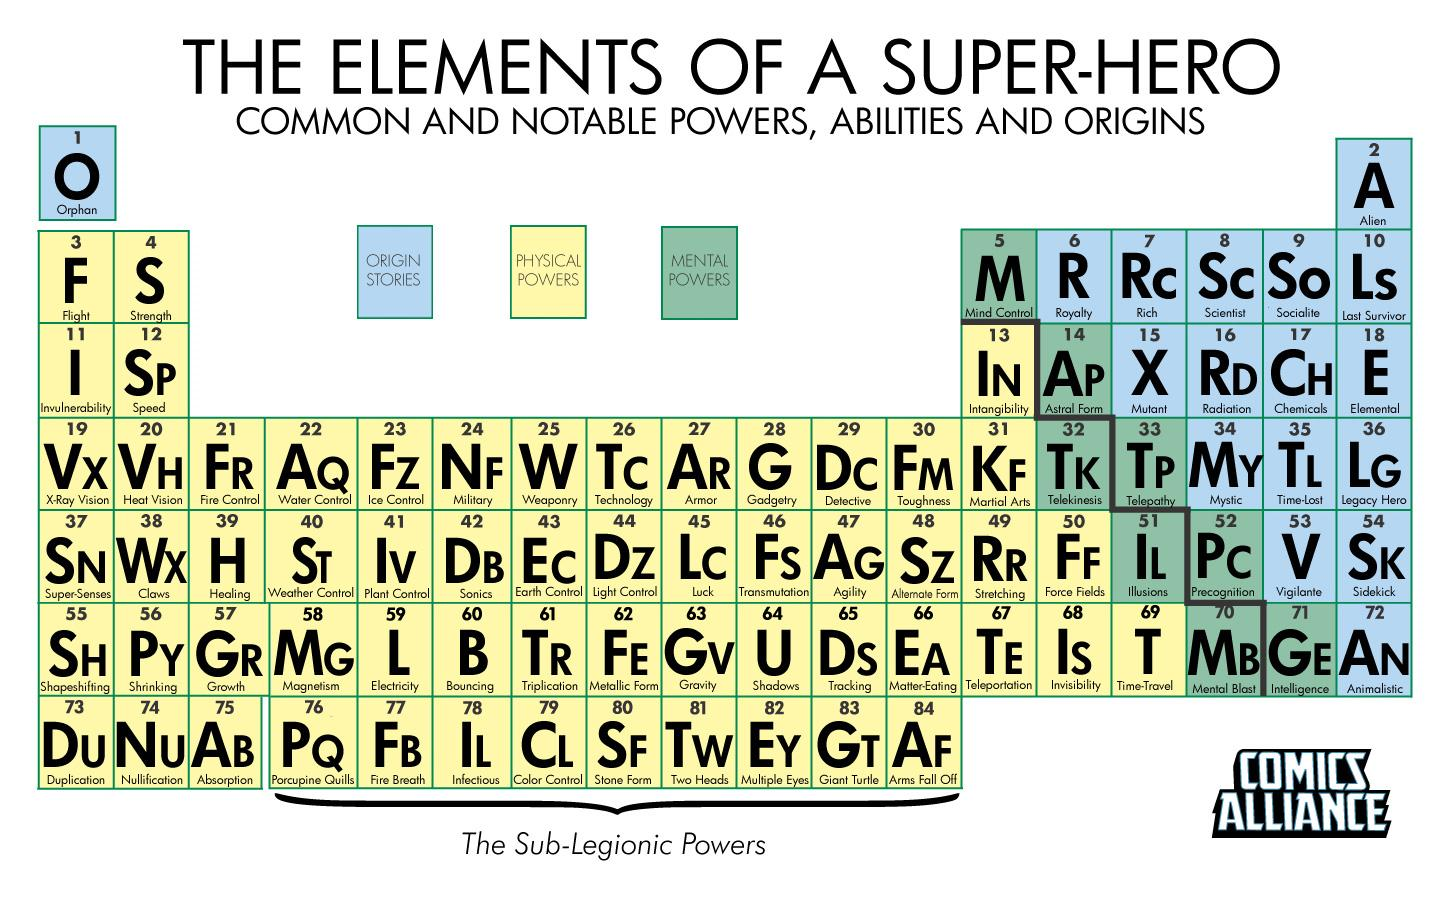 THE ELEMENTS OF A SUPER-HERO
COMMON AND NOTABLE POWERS, ABILITIES AND ORIGINS
1
O
Orphan
2
A
Alien
ORIGIN
STORIES
PHYSICAL
POWERS
MENTAL
POWERS
3 4 5 6 7 8 9 10
F S M R Rc Sc So Ls
Flight Strength Mind Control Royalty Rich Scientist Socialite Last Survivor
11 12 13 14 15 16 17 18
I Sp In Ap X Rd Ch E
Invulnerability Speed Intangibility Astral Form Mutant Radiation Chemicals Elemental
19 20 21 22 23 24 25 26 27 28 29 30 31 32 33 34 35 36
Vx Vh Fr Aq Fz Nf W Tc Ar G Dc Fm Kf Tk Tp My Tl Lg
X-Ray Vision Heat Vision Fire Control Water Control Ice Control Military Weaponry Technology Armor Gadgetry Detective Toughness Martial Arts Telekinesis Telepathy Mystic Time-Lost Legacy Hero
37 38 39 40 41 42 43 44 45 46 47 48 49 50 51 52 53 54
Sn Wx H St Iv Db Ec Dz Lc Fs Ag Sz Rr Ff Il Pc V Sk
Super-Senses Claws Healing Weather Control Plant Control Sonics Earth Control Light Control Luck Transmutation Agility Alternate Form Stretching Force Fields Illusions Precognition Vigilante Sidekick
55 56 57 58 59 60 61 62 63 64 65 66 67 68 69 70 71 72
Sh Py Gr Mg L B Tr Fe Gv U Ds Ea Te Is T Mb Ge An
Shapeshifting Shrinking Growth Magnetism Electricity Bouncing Triplication Metallic Form Gravity Shadows Tracking Matter-Eating Teleportation Invisibility Time-Travel Mental Blast Intelligence Animalistic
73 74 75 76 77 78 79 80 81 82 83 84
Du Nu Ab Pq Fb Il Cl Sf Tw Ey Gt Af
Duplication Nullification Absorption Porcupine Quills Fire Breath Infectious Color Control Stone Form Two Heads Multiple Eyes Giant Turtle Arms Fall Off
The Sub-Legionic Powers
COMICS
ALLIANCE